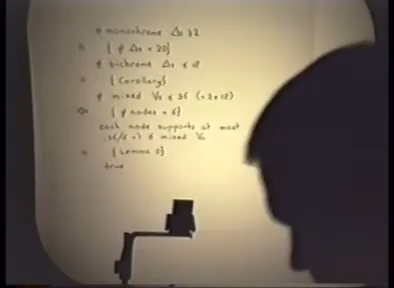 # monochrome Δs ≥ 2
= { # Δs = 20}
# bichrome Δs ≤ 18
= { Corollary}
# mixed Vs ≤ 36 (= 2×18)
⇐ { # nodes = 6}
each node supports at most
36/6 = 6 mixed Vs
= { Lemma 0}
true